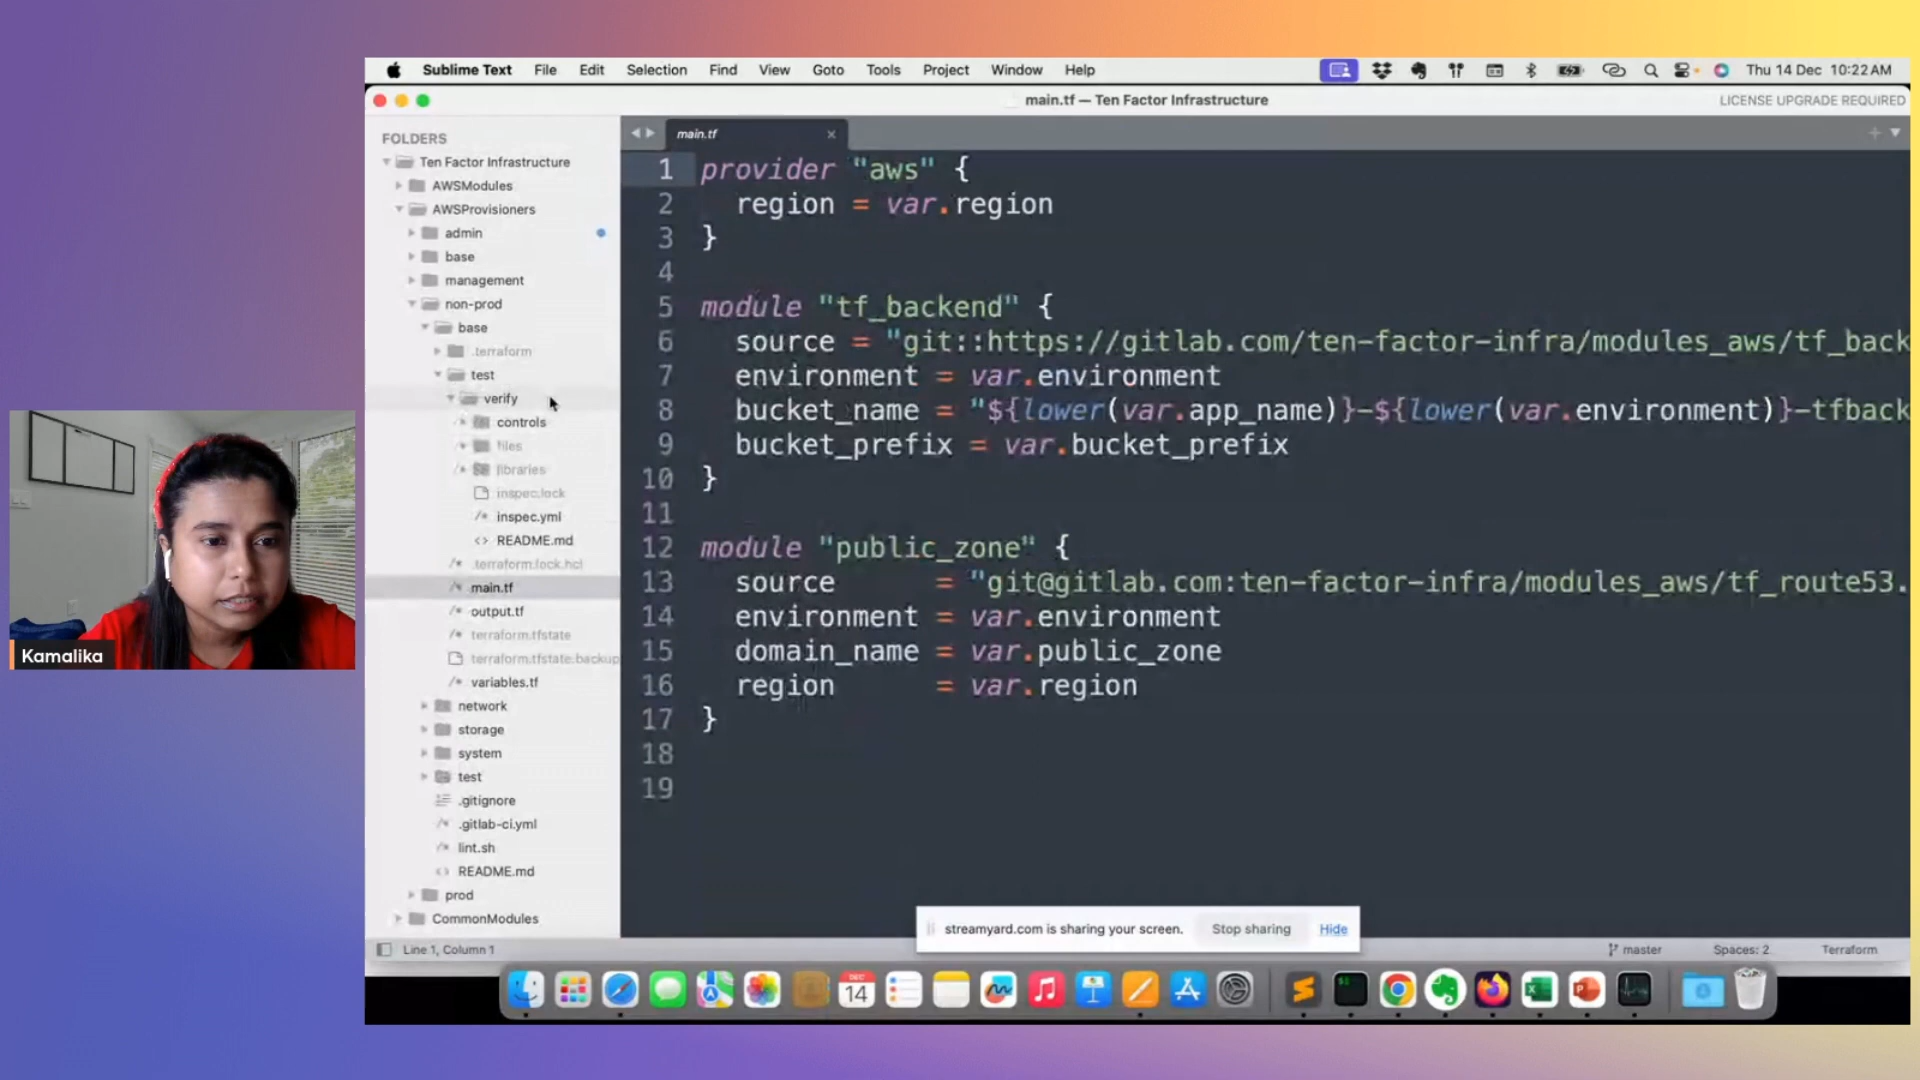 Sublime Text File Edit Selection Find View Goto Tools Project Window Help Thu 14 Dec 10:22 AM
main.tf — Ten Factor Infrastructure LICENSE UPGRADE REQUIRED
FOLDERS
Ten Factor Infrastructure
AWSModules
AWSProvisioners
admin
base
management
non-prod
base
.terraform
test
verify
controls
files
libraries
inspec.lock
inspec.yml
README.md
.terraform.lock.hcl
main.tf
output.tf
terraform.tfstate
terraform.tfstate.backup
variables.tf
network
storage
system
test
.gitignore
.gitlab-ci.yml
lint.sh
README.md
prod
CommonModules
main.tf
1 provider "aws" {
2 region = var.region
3 }
4
5 module "tf_backend" {
6 source = "git::https://gitlab.com/ten-factor-infra/modules_aws/tf_back
7 environment = var.environment
8 bucket_name = "${lower(var.app_name)}-${lower(var.environment)}-tfback
9 bucket_prefix = var.bucket_prefix
10 }
11
12 module "public_zone" {
13 source = "git@gitlab.com:ten-factor-infra/modules_aws/tf_route53.
14 environment = var.environment
15 domain_name = var.public_zone
16 region = var.region
17 }
18
19
streamyard.com is sharing your screen. Stop sharing Hide
Line 1, Column 1 master Spaces: 2 Terraform
DEC
14
Kamalika